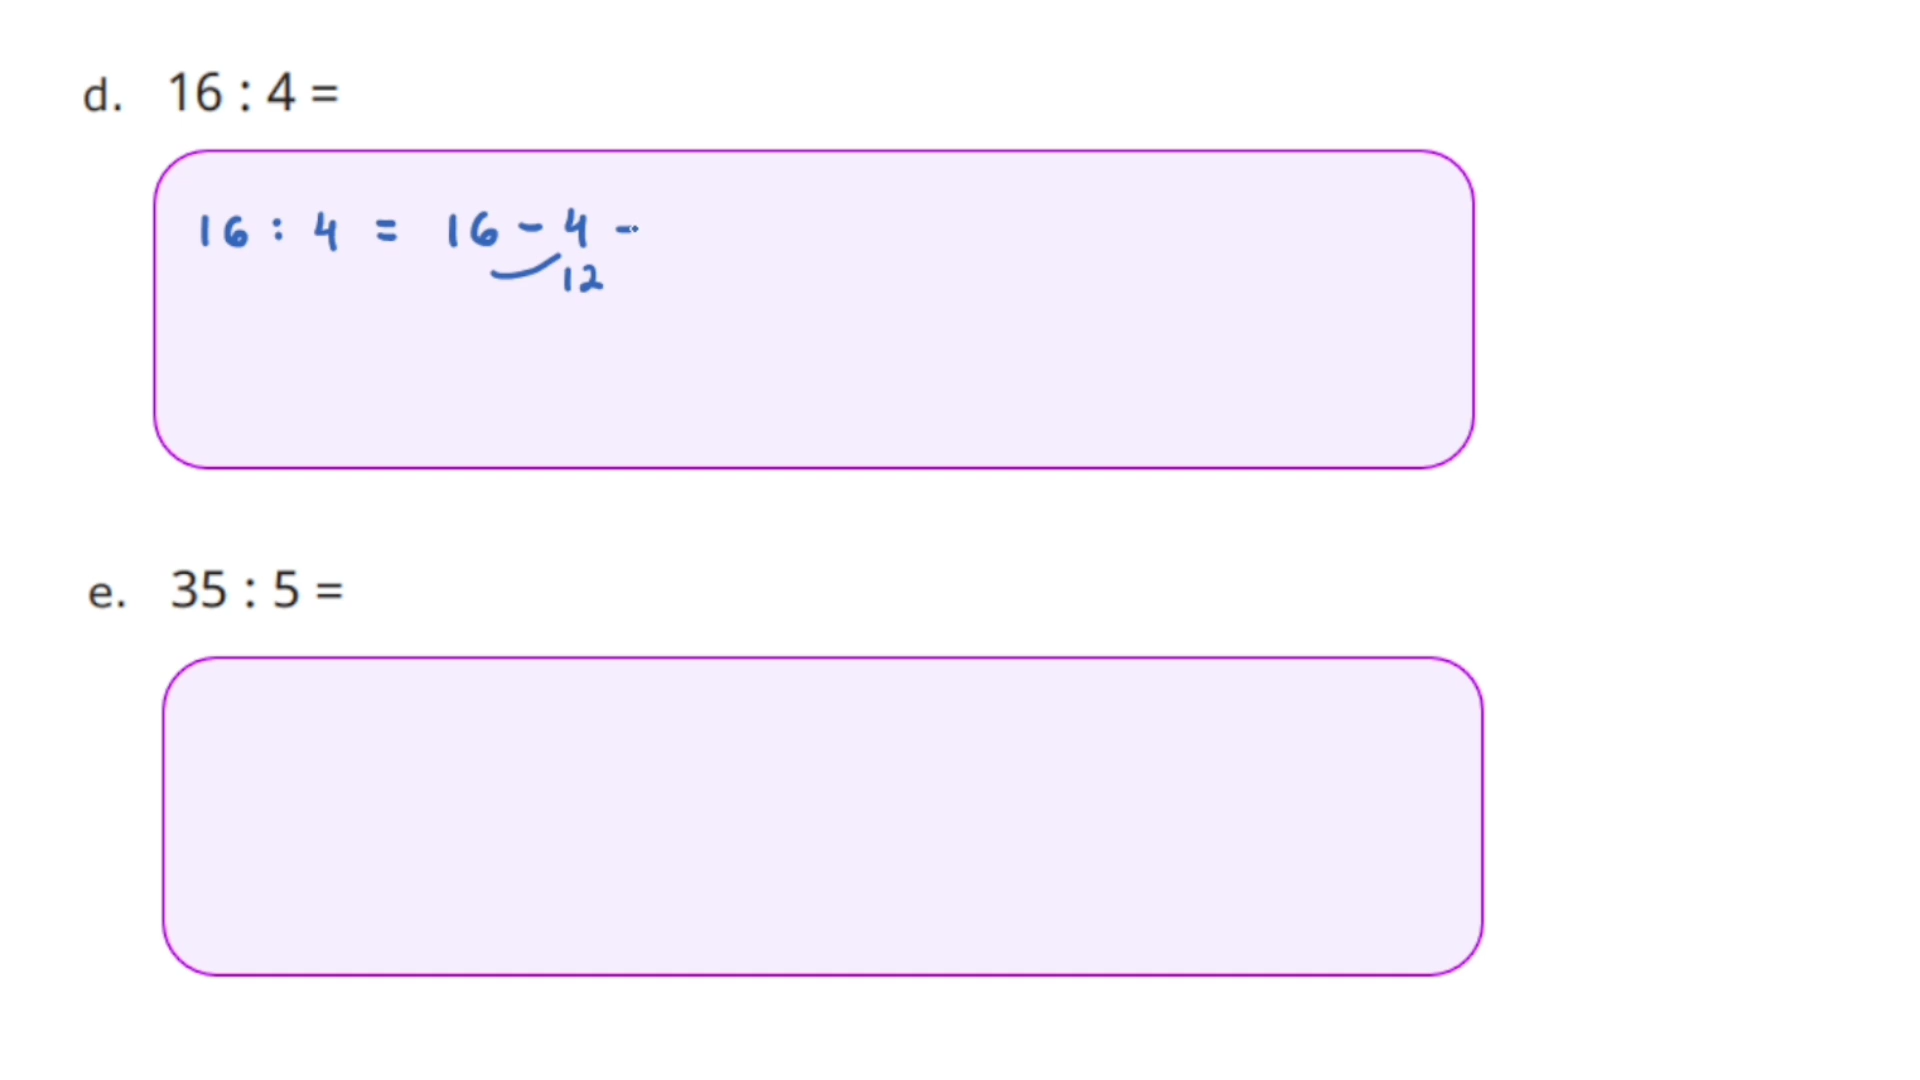 d. 16 : 4 =
16 : 4 = 16 - 4 -
12
e. 35 : 5 =